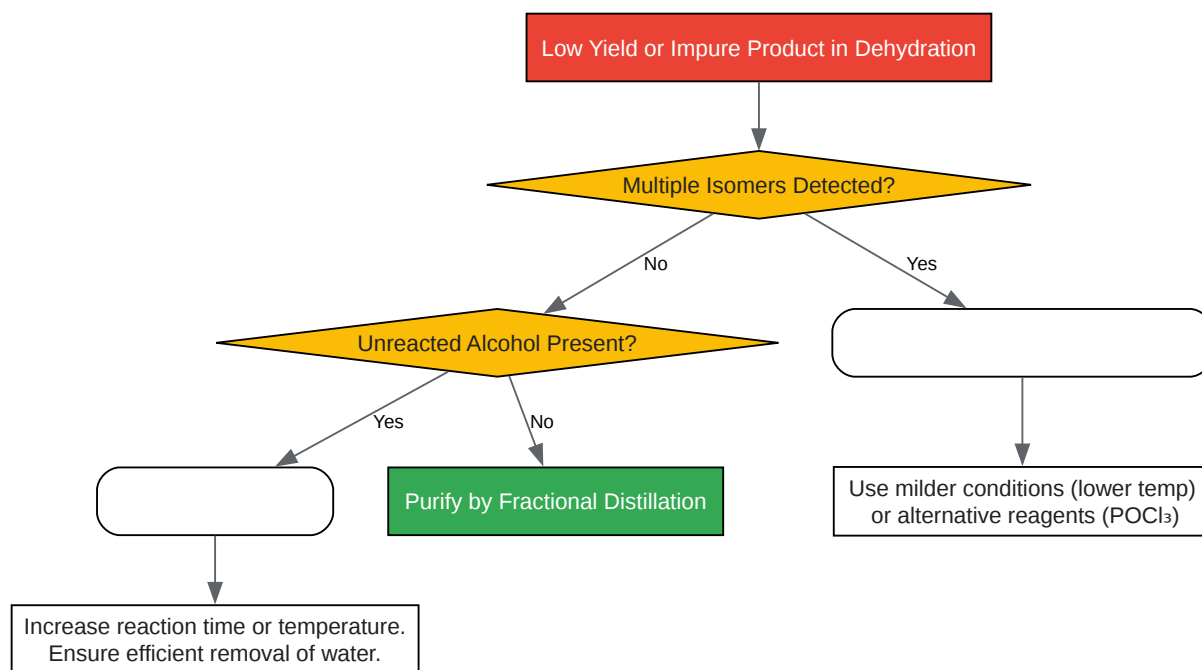 Low Yield or Impure Product in Dehydration
Multiple Isomers Detected?
No
Yes
Unreacted Alcohol Present?
Yes
No
Purify by Fractional Distillation
Use milder conditions (lower temp)
or alternative reagents (POCl₃)
Increase reaction time or temperature.
Ensure efficient removal of water.